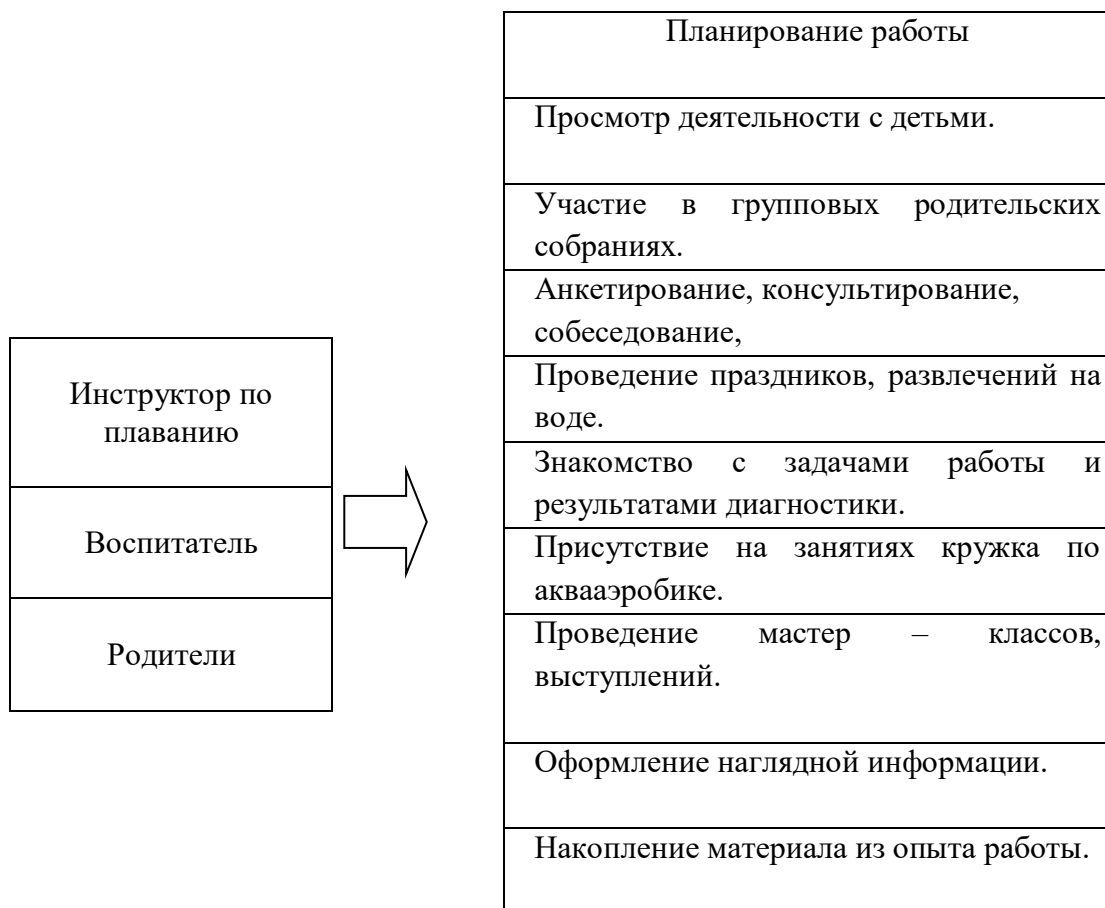 Инструктор по
плаванию
Воспитатель
Родители
Планирование работы
Просмотр деятельности с детьми.
Участие в групповых родительских
собраниях.
Анкетирование, консультирование,
собеседование,
Проведение праздников, развлечений на
воде.
Знакомство с задачами работы и
результатами диагностики.
Присутствие на занятиях кружка по
аквааэробике.
Проведение мастер – классов,
выступлений.
Оформление наглядной информации.
Накопление материала из опыта работы.